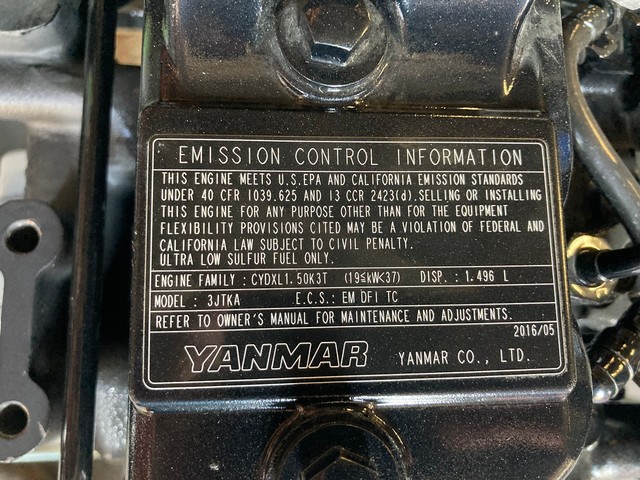 EMISSION CONTROL INFORMATION
THIS ENGINE MEETS U.S.EPA AND CALIFORNIA EMISSION STANDARDS
UNDER 40 CFR 1039.625 AND 13 CCR 2423(d).SELLING OR INSTALLING
THIS ENGINE FOR ANY PURPOSE OTHER THAN FOR THE EQUIPMENT
FLEXIBILITY PROVISIONS CITED MAY BE A VIOLATION OF FEDERAL AND
CALIFORNIA LAW SUBJECT TO CIVIL PENALTY.
ULTRA LOW SULFUR FUEL ONLY.
ENGINE FAMILY : CYDXL1.50K3T (19≦kW<37) DISP. : 1.496 L
MODEL : 3JTKA E.C.S.: EM DFI TC
REFER TO OWNER'S MANUAL FOR MAINTENANCE AND ADJUSTMENTS.
2016/05
YANMAR YANMAR CO., LTD.